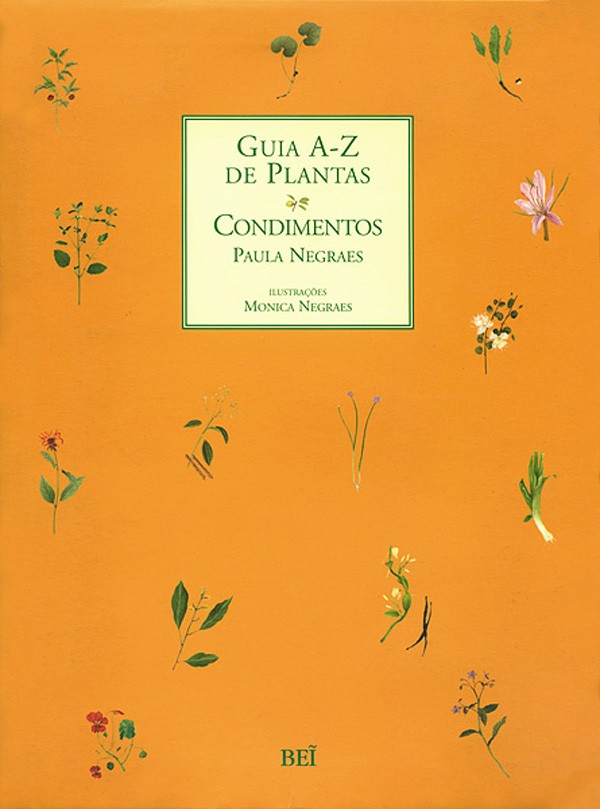 GUIA A-Z
DE PLANTAS
CONDIMENTOS
PAULA NEGRAES
ILUSTRAÇÕES
MONICA NEGRAES
BEĨ